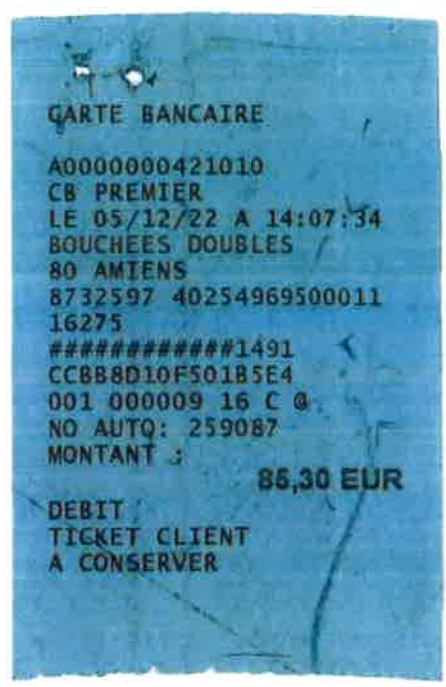 CARTE BANCAIRE
A0000000421010
CB PREMIER
LE 05/12/22 A 14:07:34
BOUCHEES DOUBLES
80 AMIENS
8732597 40254969500011
16275
############1491
CCBB8D10F501B5E4
001 000009 16 C @
NO AUTO: 259087
MONTANT :
85,30 EUR
DEBIT
TICKET CLIENT
A CONSERVER